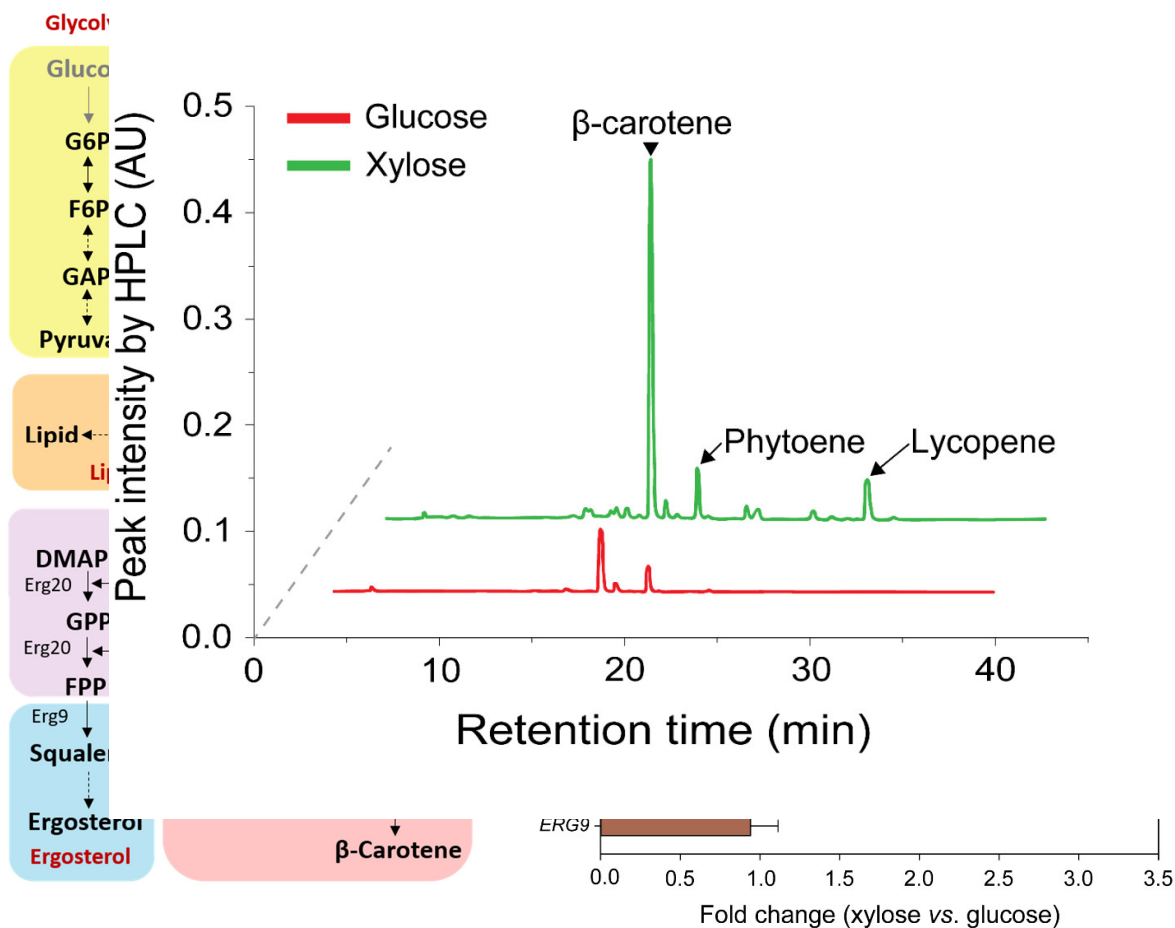 Glycoly
Gluco
G6P
F6P
GAP
Pyruva
Lipid
Lip
DMAP
Erg20
GPP
Erg20
FPP
Erg9
Squaler
Ergosterol
Ergosterol
β-Carotene
Peak intensity by HPLC (AU)
0.5
0.4
0.3
0.2
0.1
0.0
Glucose
Xylose
β-carotene
Phytoene
Lycopene
0 10 20 30 40
Retention time (min)
ERG9
0.0 0.5 1.0 1.5 2.0 2.5 3.0 3.5
Fold change (xylose vs. glucose)